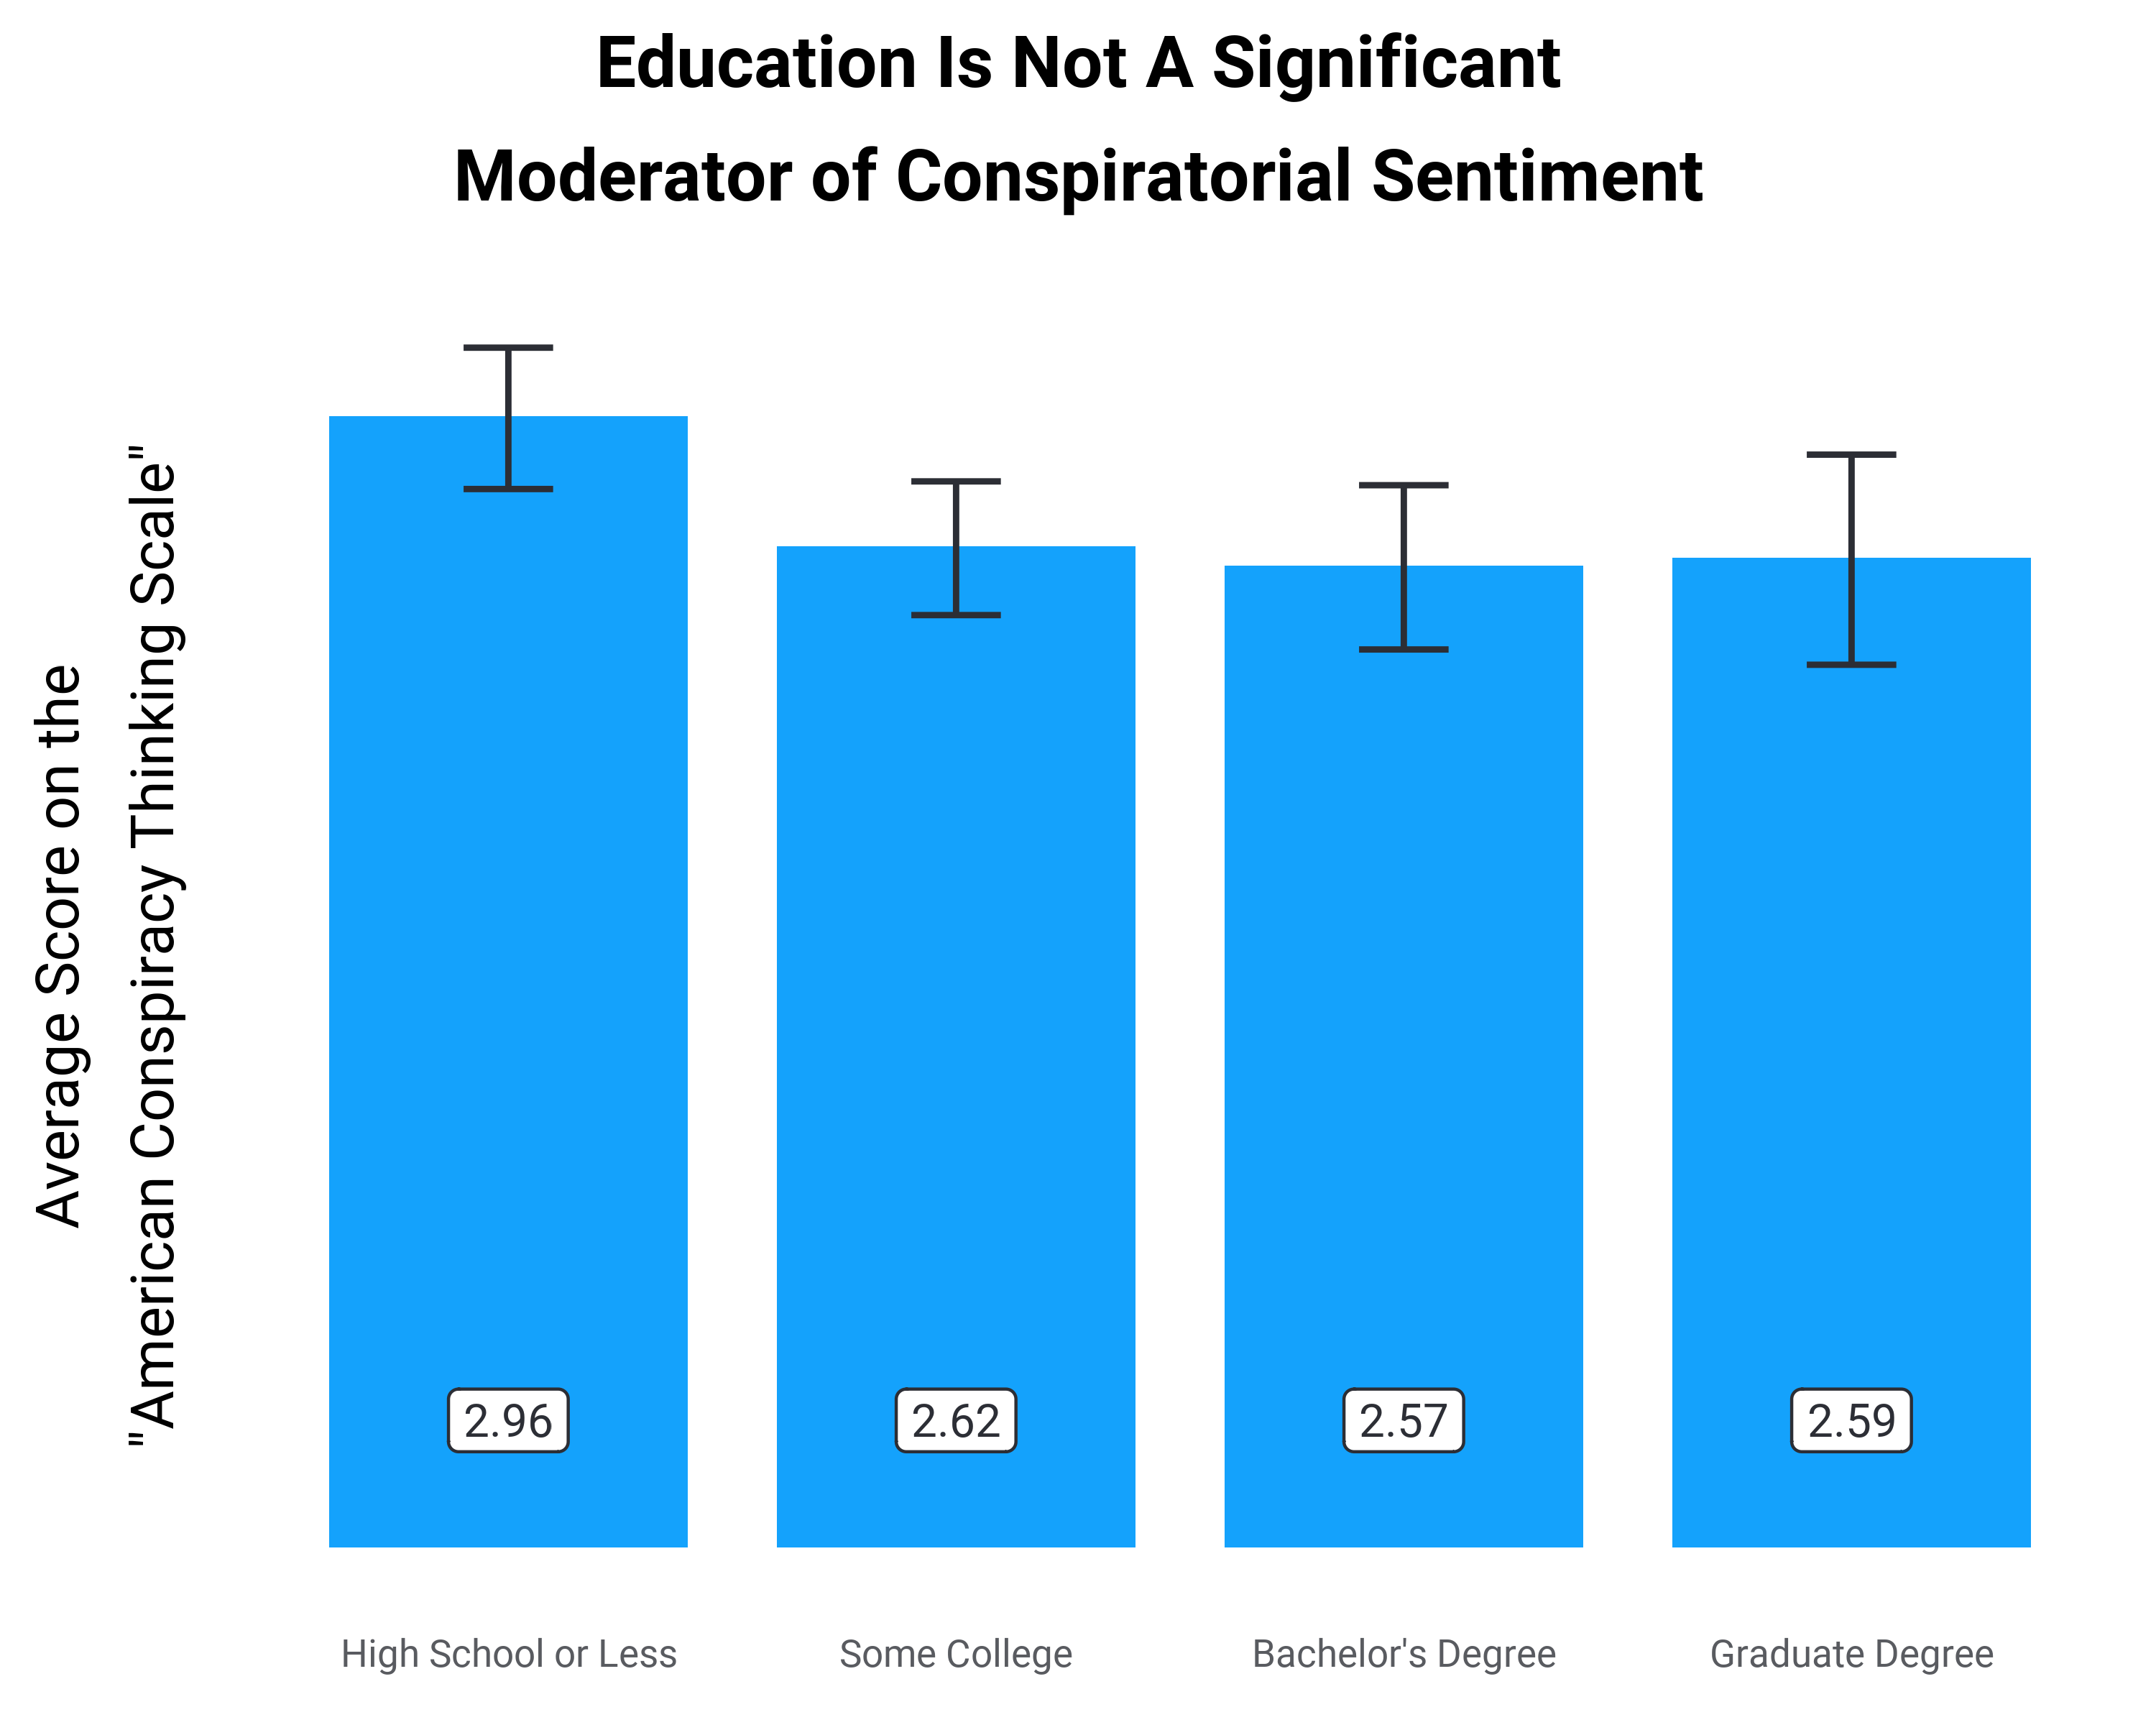 Education Is Not A Significant
Moderator of Conspiratorial Sentiment
Average Score on the
"American Conspiracy Thinking Scale"
2.96
2.62
2.57
2.59
High School or Less
Some College
Bachelor's Degree
Graduate Degree